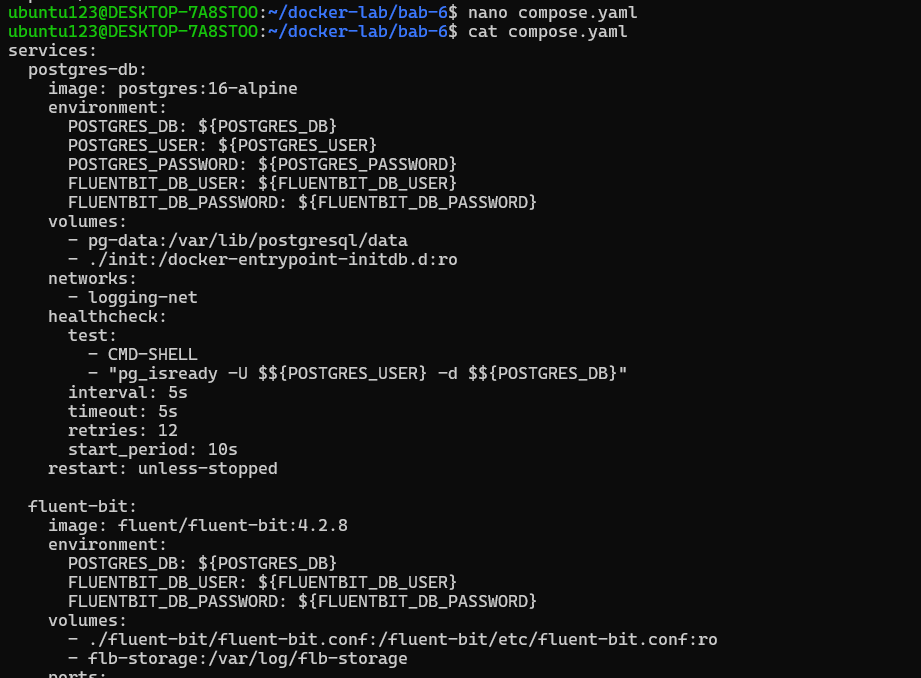 ubuntu123@DESKTOP-7A8STOO:~/docker-lab/bab-6$ nano compose.yaml
ubuntu123@DESKTOP-7A8STOO:~/docker-lab/bab-6$ cat compose.yaml
services:
  postgres-db:
    image: postgres:16-alpine
    environment:
      POSTGRES_DB: ${POSTGRES_DB}
      POSTGRES_USER: ${POSTGRES_USER}
      POSTGRES_PASSWORD: ${POSTGRES_PASSWORD}
      FLUENTBIT_DB_USER: ${FLUENTBIT_DB_USER}
      FLUENTBIT_DB_PASSWORD: ${FLUENTBIT_DB_PASSWORD}
    volumes:
      - pg-data:/var/lib/postgresql/data
      - ./init:/docker-entrypoint-initdb.d:ro
    networks:
      - logging-net
    healthcheck:
      test:
        - CMD-SHELL
        - "pg_isready -U $${POSTGRES_USER} -d $${POSTGRES_DB}"
      interval: 5s
      timeout: 5s
      retries: 12
      start_period: 10s
    restart: unless-stopped

  fluent-bit:
    image: fluent/fluent-bit:4.2.8
    environment:
      POSTGRES_DB: ${POSTGRES_DB}
      FLUENTBIT_DB_USER: ${FLUENTBIT_DB_USER}
      FLUENTBIT_DB_PASSWORD: ${FLUENTBIT_DB_PASSWORD}
    volumes:
      - ./fluent-bit/fluent-bit.conf:/fluent-bit/etc/fluent-bit.conf:ro
      - flb-storage:/var/log/flb-storage
    ports: